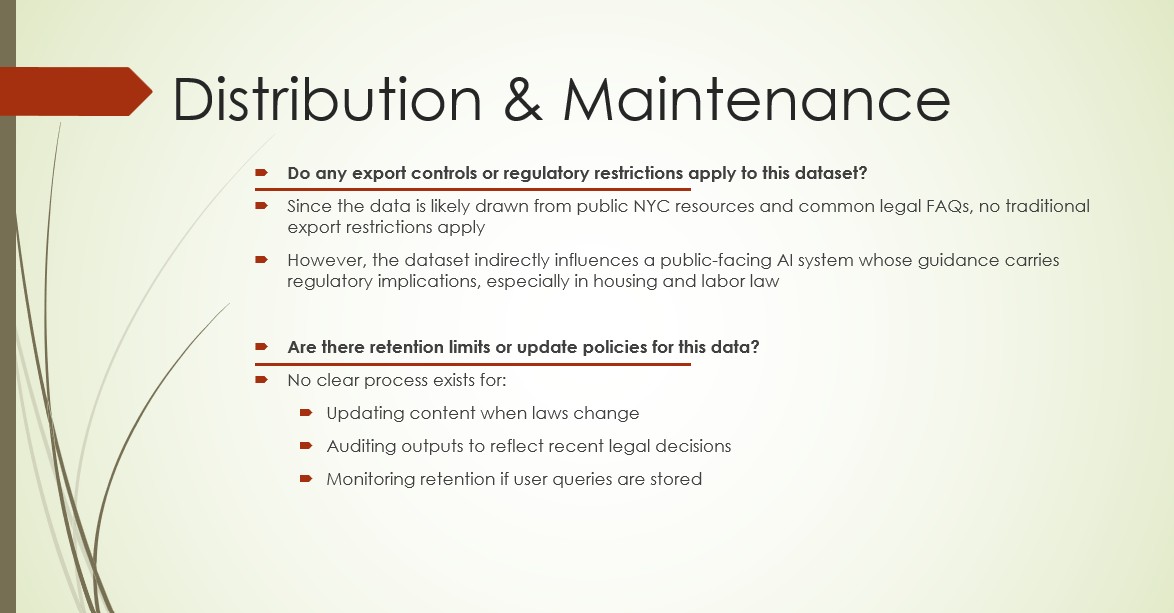 Distribution & Maintenance
Do any export controls or regulatory restrictions apply to this dataset?
Since the data is likely drawn from public NYC resources and common legal FAQs, no traditional
export restrictions apply
However, the dataset indirectly influences a public-facing AI system whose guidance carries
regulatory implications, especially in housing and labor law
Are there retention limits or update policies for this data?
No clear process exists for:
Updating content when laws change
Auditing outputs to reflect recent legal decisions
Monitoring retention if user queries are stored